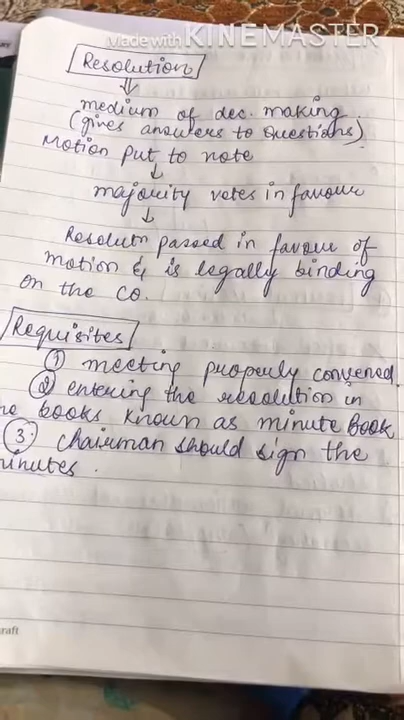 Made with KINEMASTER
Resolution
medium of dec. making
(gives answers to Questions)
Motion put to note
majority votes in favour
Resolutn passed in favour of
motion & is legally binding
on the co.
Requisites
① meeting properly convened.
② entering the resolution in
books known as minute Book
③ chairman should sign the
minutes.